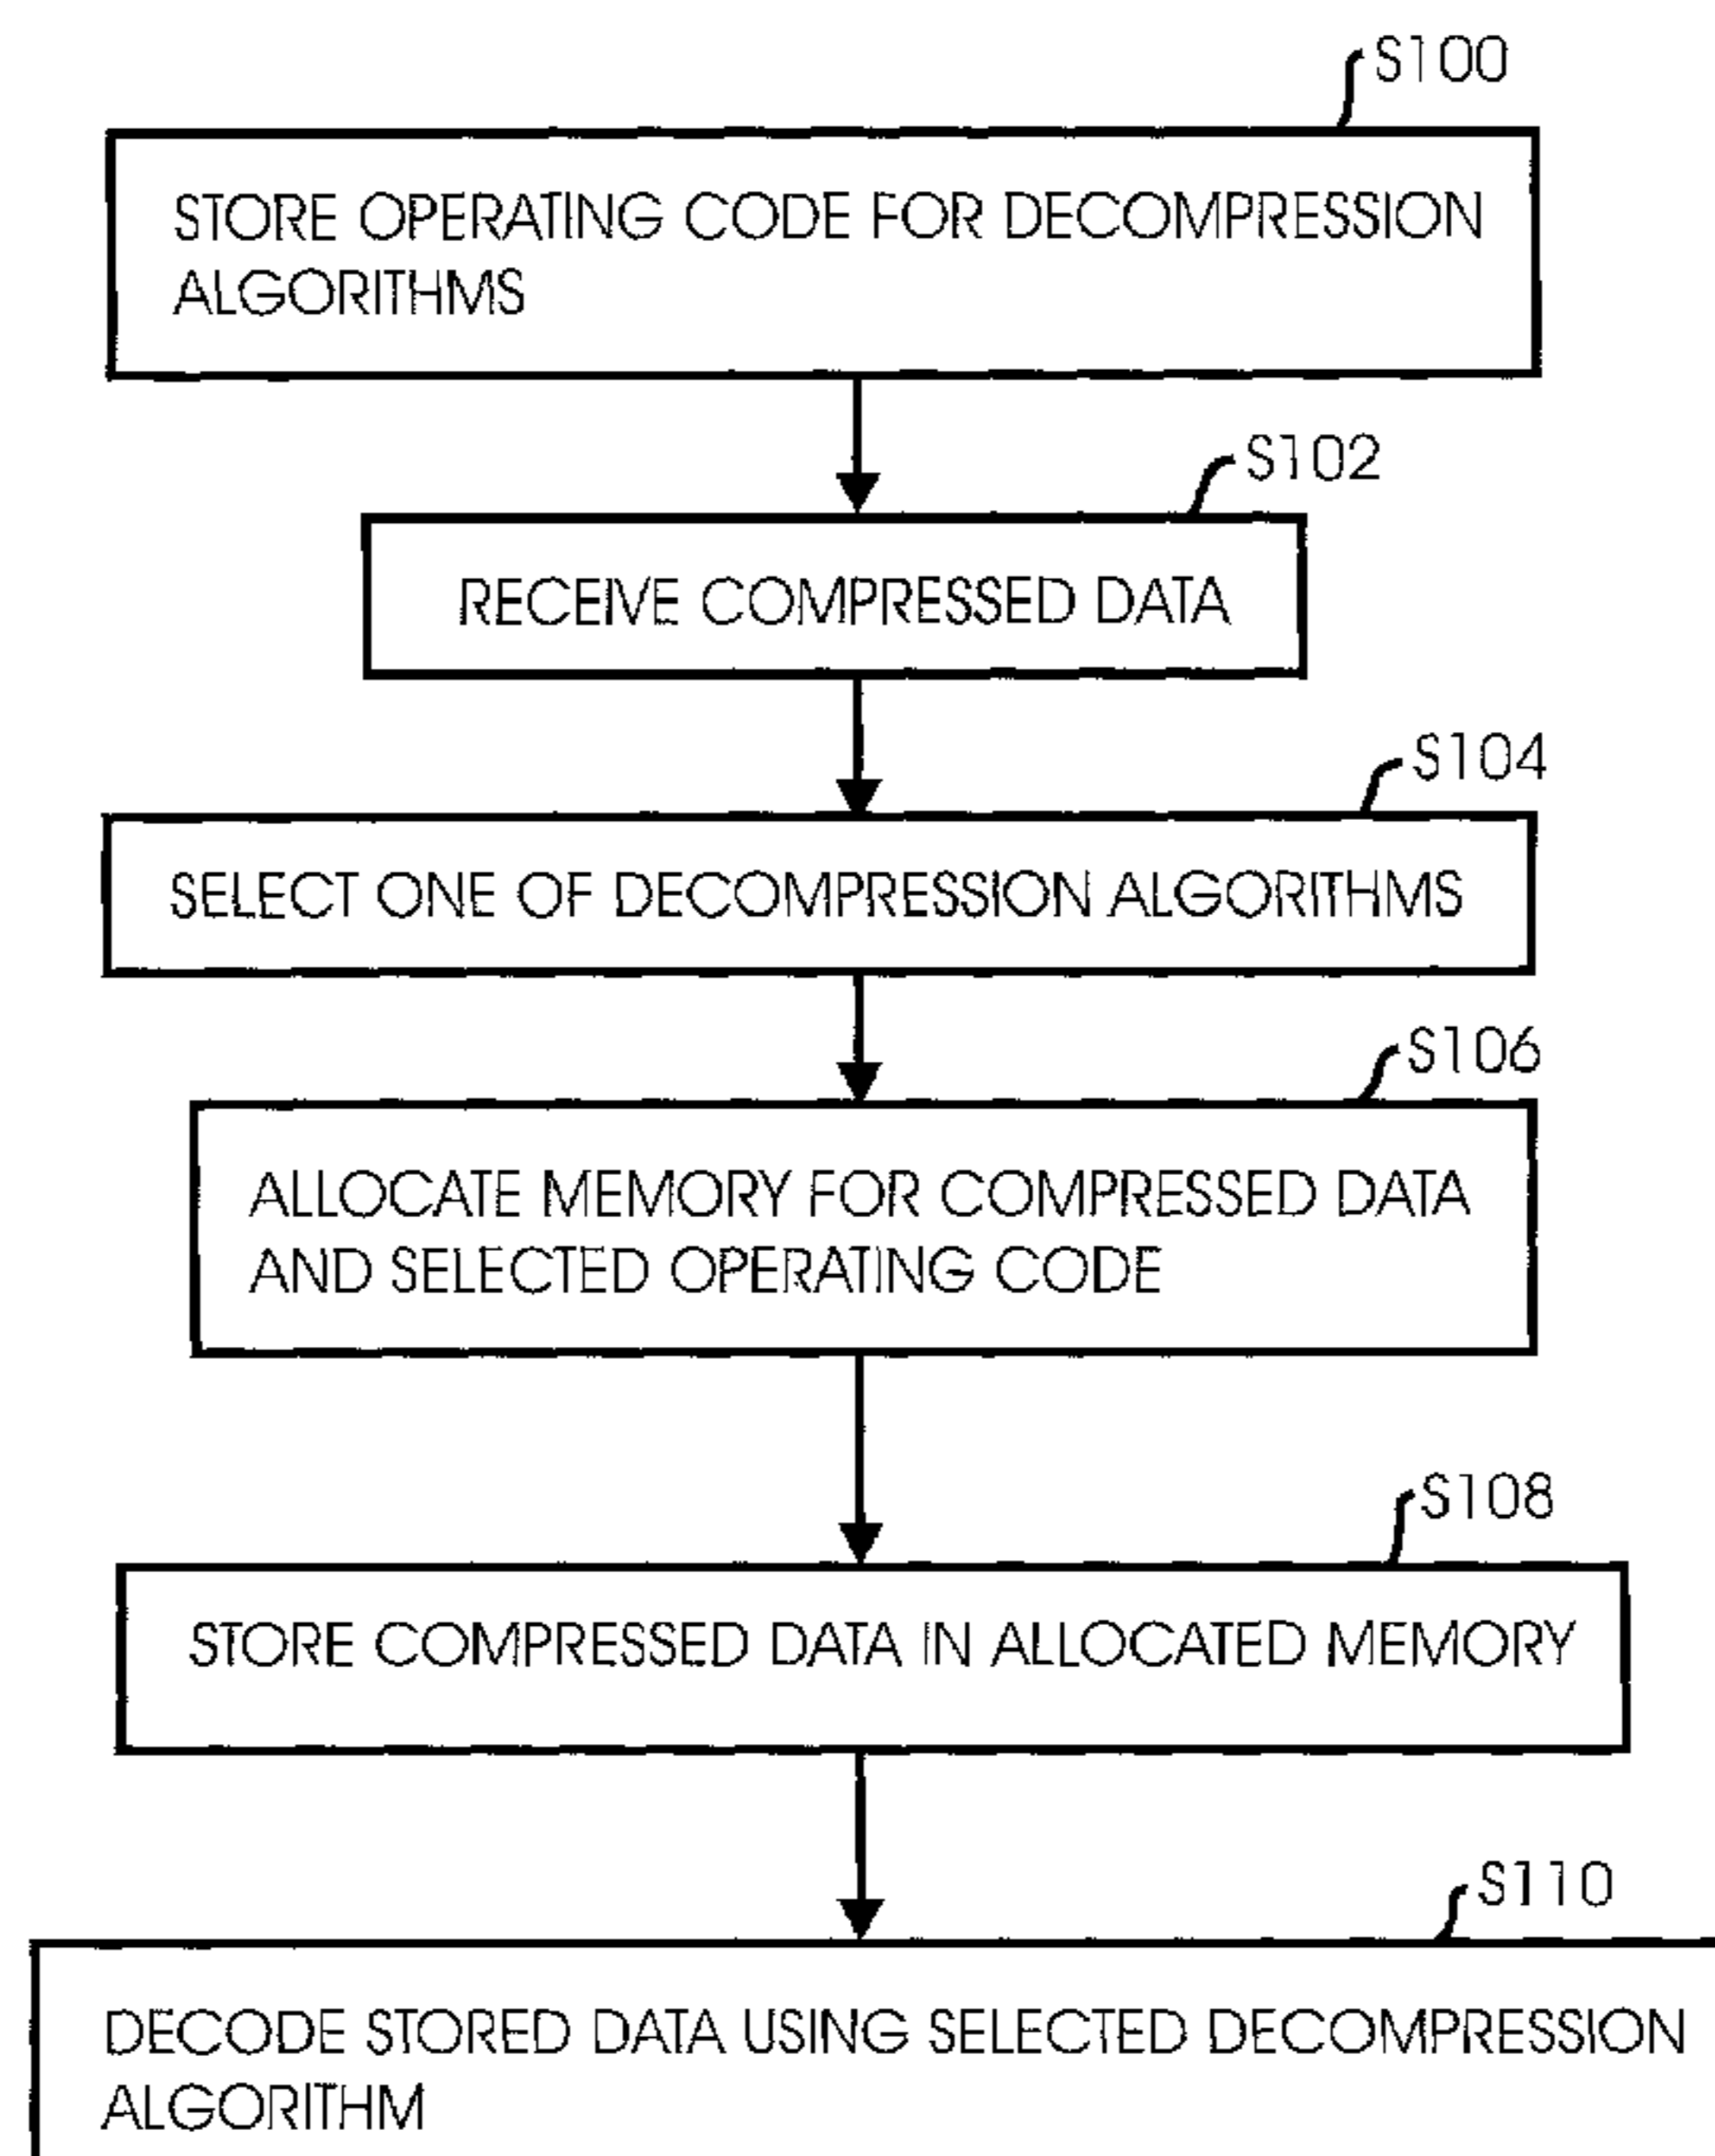 S100
STORE OPERATING CODE FOR DECOMPRESSION
ALGORITHMS
S102
RECEIVE COMPRESSED DATA
S104
SELECT ONE OF DECOMPRESSION ALGORITHMS
S106
ALLOCATE MEMORY FOR COMPRESSED DATA
AND SELECTED OPERATING CODE
S108
STORE COMPRESSED DATA IN ALLOCATED MEMORY
S110
DECODE STORED DATA USING SELECTED DECOMPRESSION
ALGORITHM